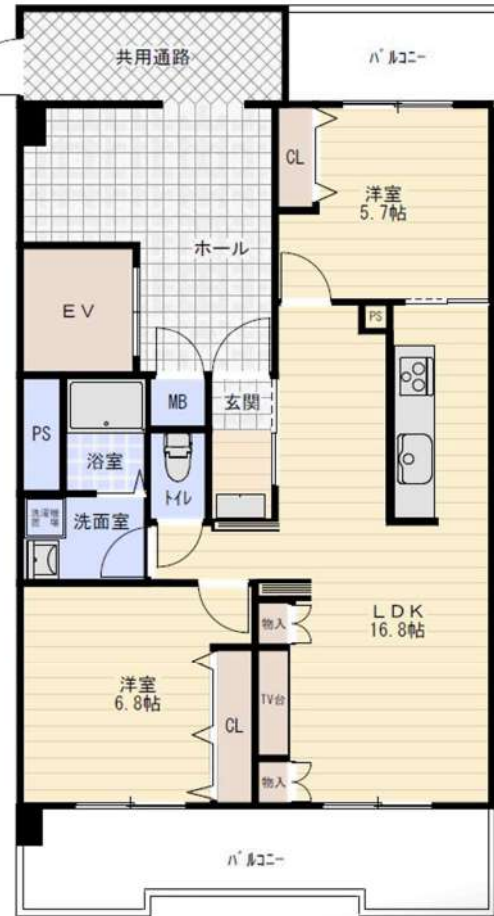 共用通路
バルコニー
CL
洋室
5.7帖
ホール
EV
PS
MB
玄関
PS
浴室
トイレ
洗濯機
置場
洗面室
LDK
16.8帖
物入
洋室
6.8帖
TV台
CL
物入
バルコニー